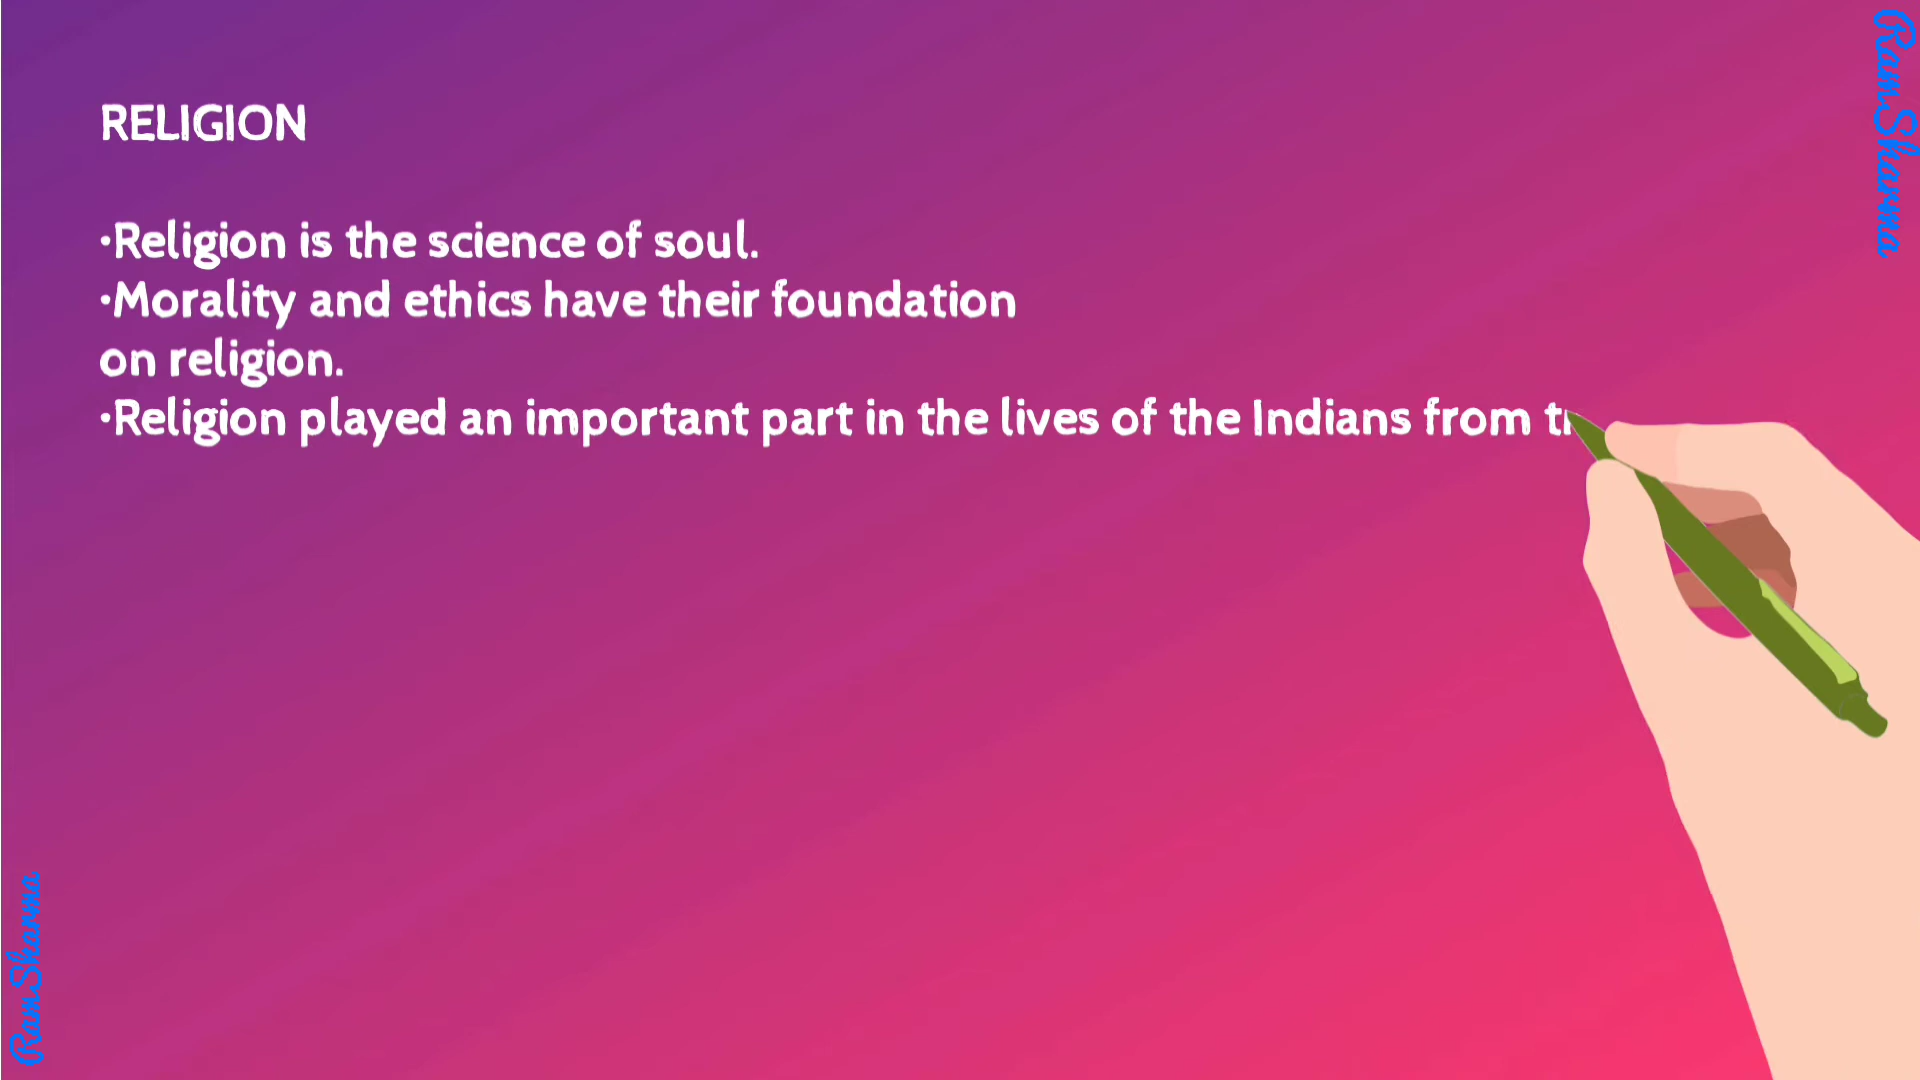 RELIGION
•Religion is the science of soul.
•Morality and ethics have their foundation
on religion.
•Religion played an important part in the lives of the Indians from
RamSharma
RamSharma